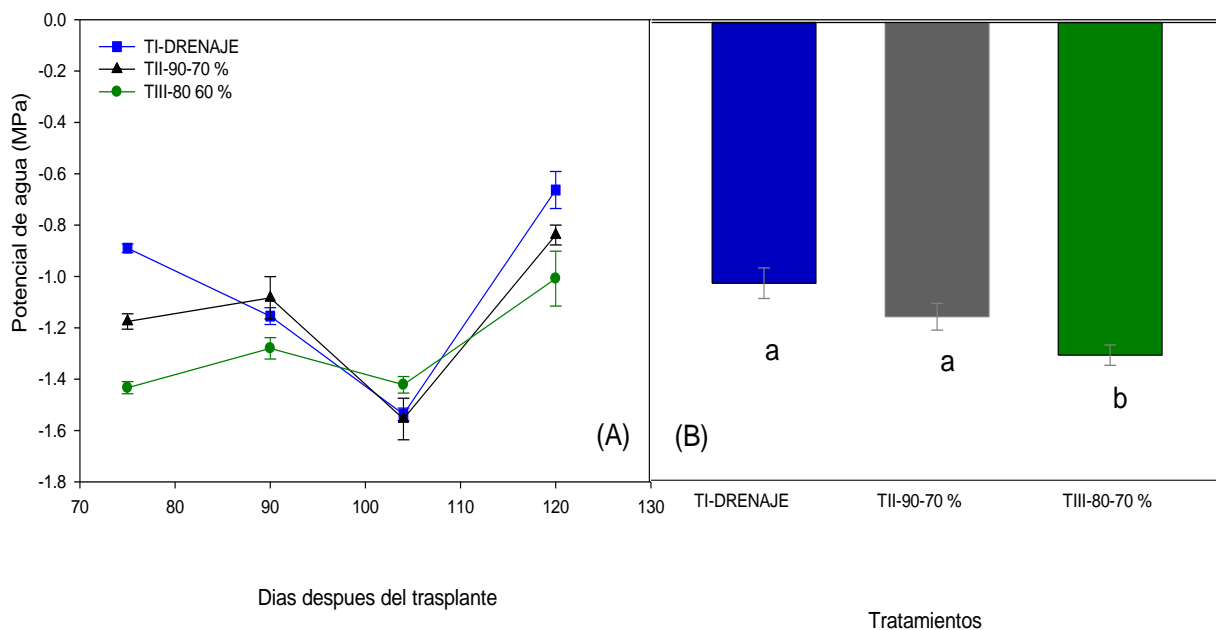 Potencial de agua (MPa)
0.0
-0.2
-0.4
-0.6
-0.8
-1.0
-1.2
-1.4
-1.6
-1.8
TI-DRENAJE
TII-90-70 %
TIII-80 60 %
(A)
70 80 90 100 110 120 130
Dias despues del trasplante
a
a
b
(B)
TI-DRENAJE TII-90-70 % TIII-80-70 %
Tratamientos